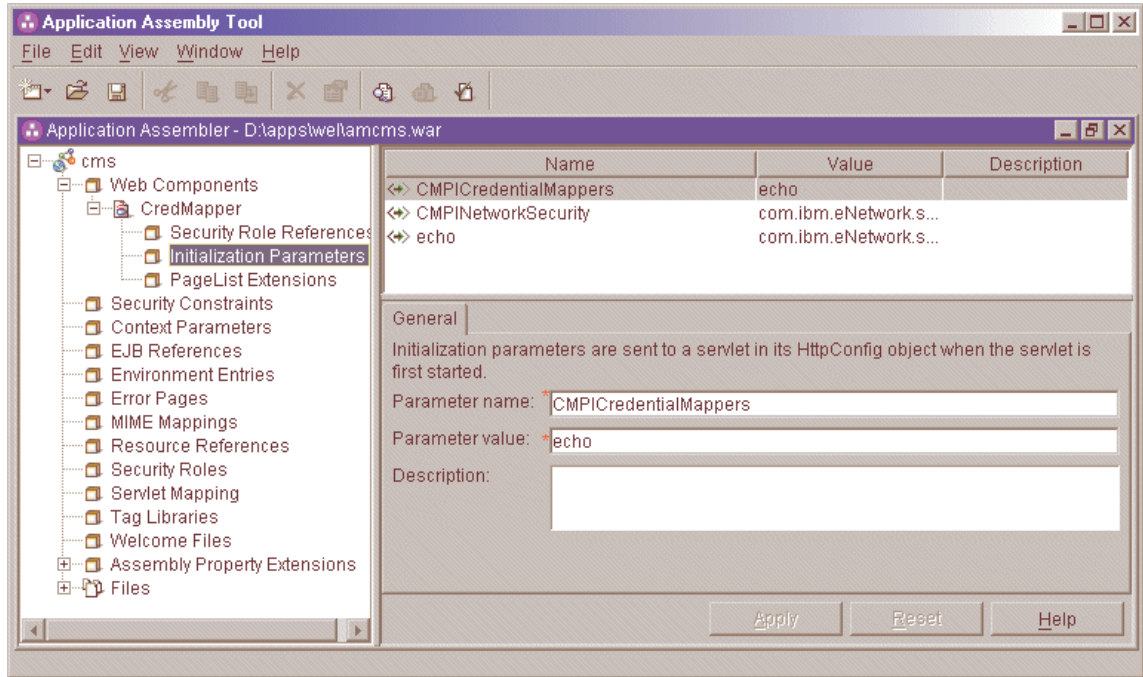 Application Assembly Tool
File Edit View Window Help
Application Assembler - D:\apps\wel\amcms.war
cms
Web Components
CredMapper
Security Role References
Initialization Parameters
PageList Extensions
Security Constraints
Context Parameters
EJB References
Environment Entries
Error Pages
MIME Mappings
Resource References
Security Roles
Servlet Mapping
Tag Libraries
Welcome Files
Assembly Property Extensions
Files
Name Value Description
CMPICredentialMappers echo
CMPINetworkSecurity com.ibm.eNetwork.s...
echo com.ibm.eNetwork.s...
General
Initialization parameters are sent to a servlet in its HttpConfig object when the servlet is
first started.
Parameter name: *CMPICredentialMappers
Parameter value: *echo
Description:
Apply Reset Help